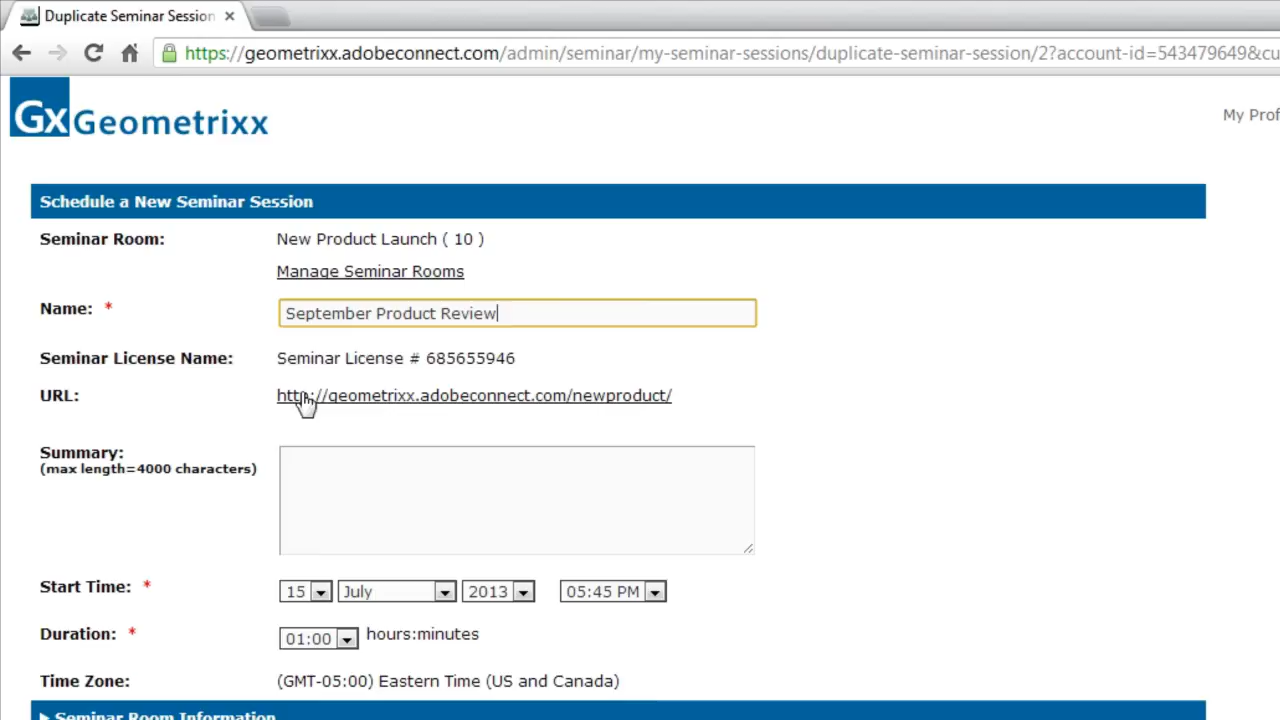 Duplicate Seminar Session
https://geometrixx.adobeconnect.com/admin/seminar/my-seminar-sessions/duplicate-seminar-session/2?account-id=543479649&cu
Gx Geometrixx
My Prof
Schedule a New Seminar Session
Seminar Room: New Product Launch ( 10 )
Manage Seminar Rooms
Name: * September Product Review
Seminar License Name: Seminar License # 685655946
URL: http://geometrixx.adobeconnect.com/newproduct/
Summary:
(max length=4000 characters)
Start Time: * 15 July 2013 05:45 PM
Duration: * 01:00 hours:minutes
Time Zone: (GMT-05:00) Eastern Time (US and Canada)
Seminar Room Information